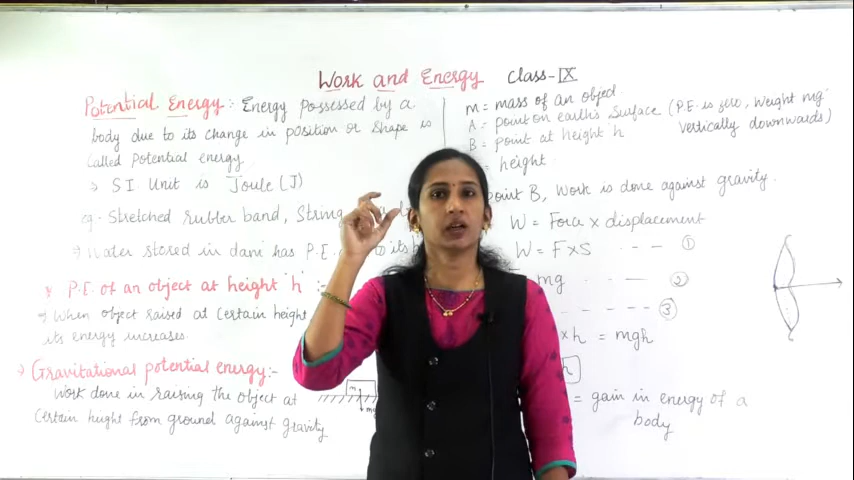 Work and Energy Class-IX
Potential Energy: Energy possessed by a
body due to its change in position or shape is
called potential energy.
SI Unit is Joule (J)
eg. Stretched rubber band, String
Water stored in dam has P.E.
P.E. of an object at height 'h' :-
When object raised at certain height
its energy increases.
Gravitational potential energy:-
Work done in raising the object at
certain height from ground against gravity
m
mg
m = mass of an object.
A = point on earth's surface (P.E. is zero, weight mg
vertically downwards)
B = point at height 'h
= height
point B, Work is done against gravity.
W = Force x displacement
W = F x S - - - ①
mg - - - ②
- - - - - ③
x h = mgh
h
= gain in energy of a
body